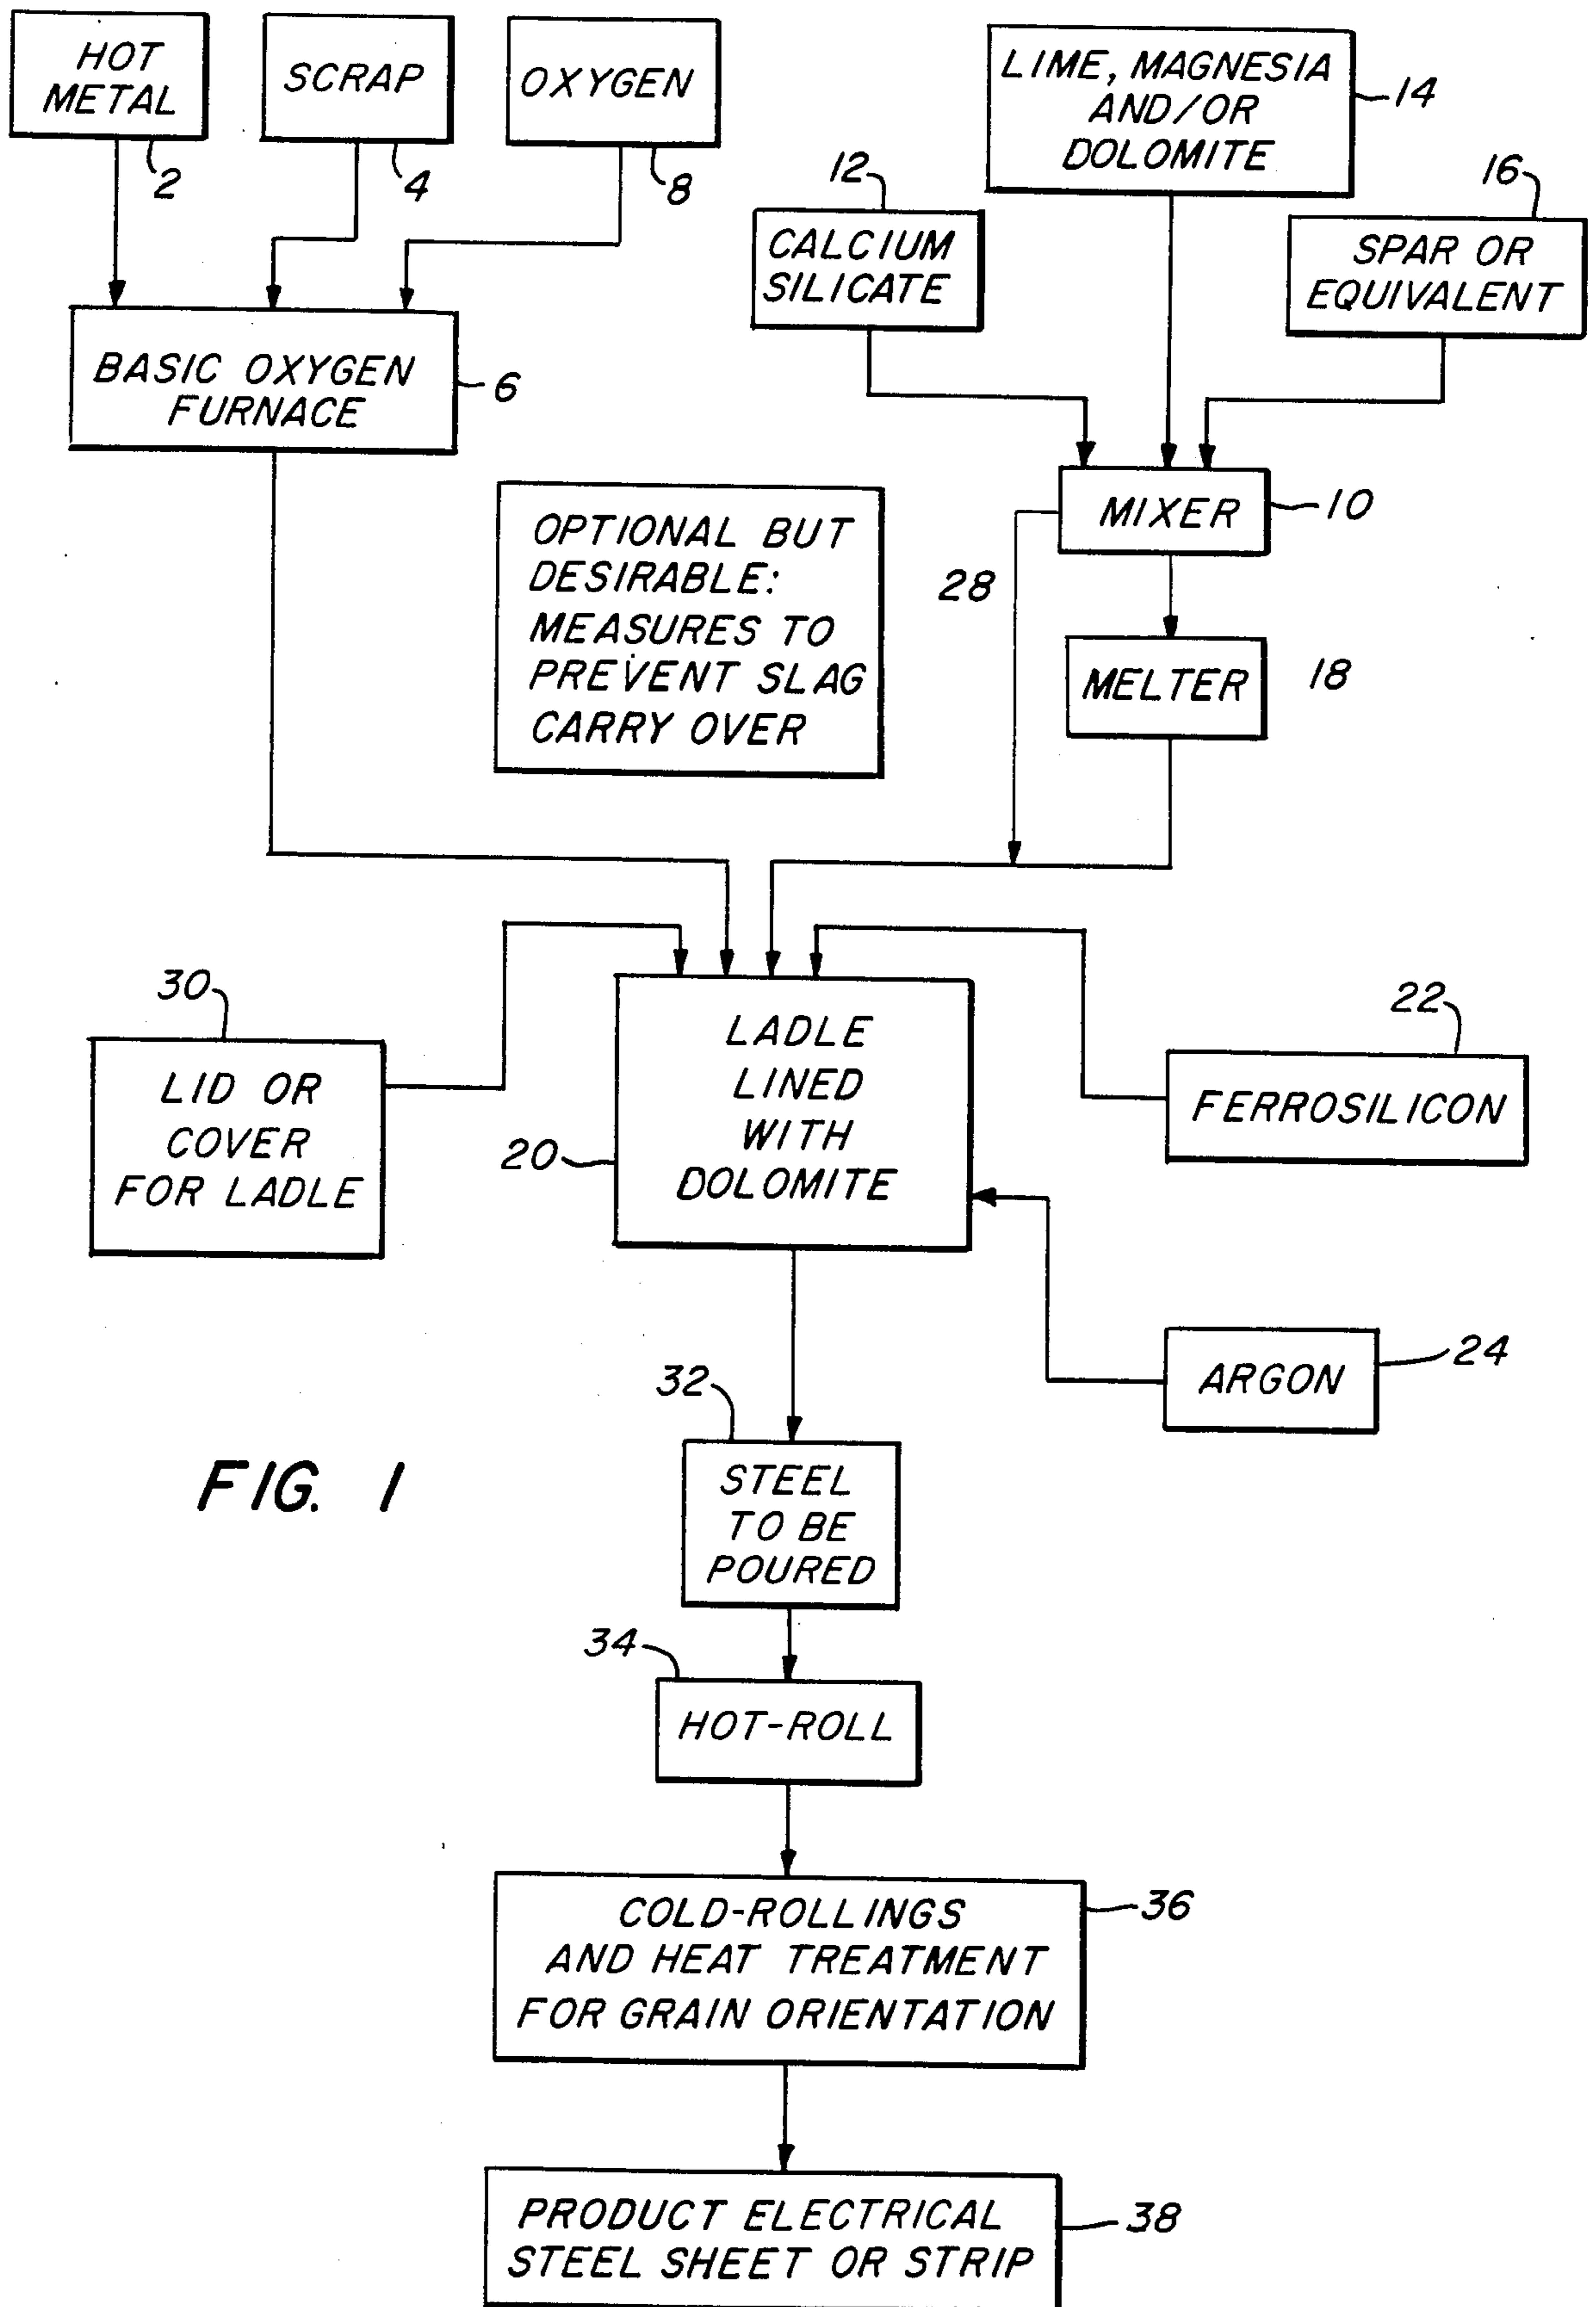 HOT
METAL
2
SCRAP
4
OXYGEN
8
LIME, MAGNESIA
AND/OR
DOLOMITE
14
12
CALCIUM
SILICATE
16
SPAR OR
EQUIVALENT
BASIC OXYGEN
FURNACE
6
MIXER
10
OPTIONAL BUT
DESIRABLE:
MEASURES TO
PREVENT SLAG
CARRY OVER
28
MELTER
18
30
LID OR
COVER
FOR LADLE
LADLE
LINED
WITH
DOLOMITE
20
22
FERROSILICON
ARGON
24
32
STEEL
TO BE
POURED
FIG. 1
34
HOT-ROLL
COLD-ROLLINGS
AND HEAT TREATMENT
FOR GRAIN ORIENTATION
36
PRODUCT ELECTRICAL
STEEL SHEET OR STRIP
38